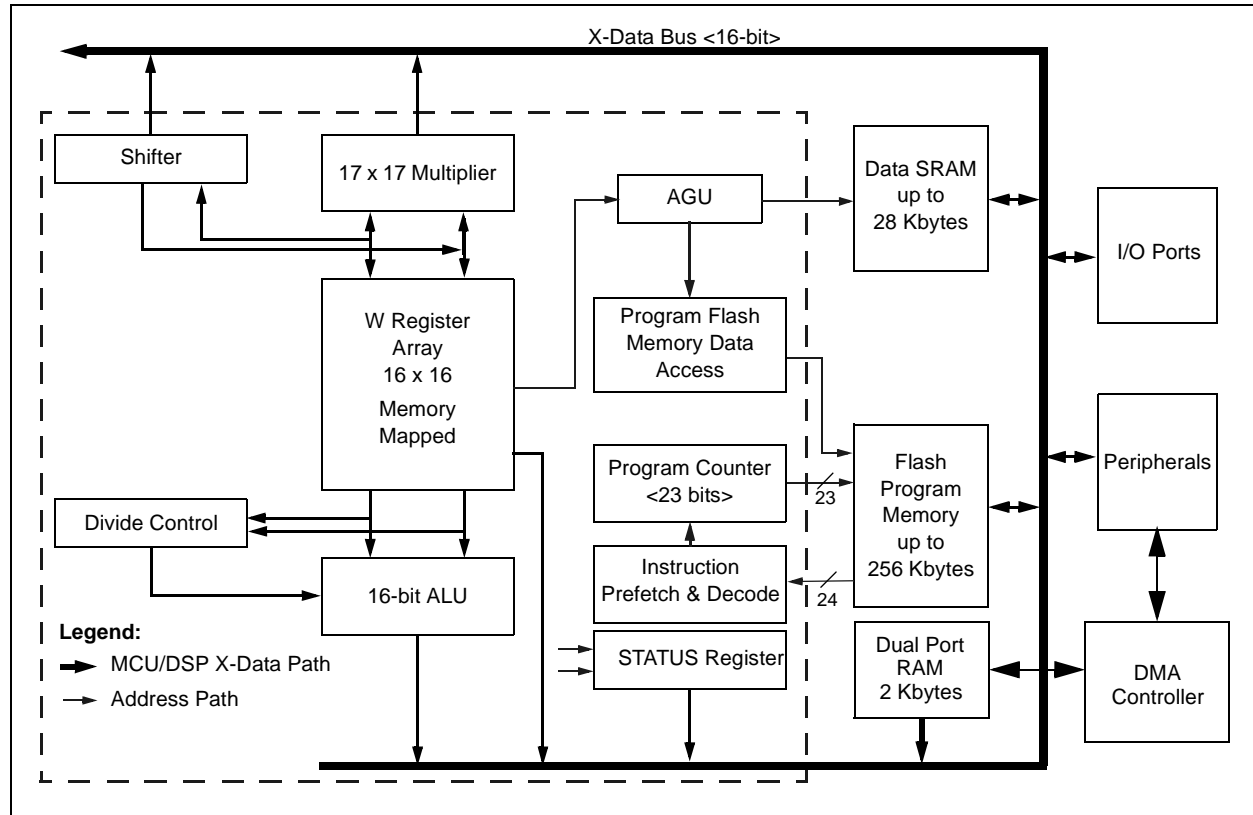 X-Data Bus <16-bit>
Shifter
17 x 17 Multiplier
AGU
Data SRAM
up to
28 Kbytes
I/O Ports
W Register
Array
16 x 16
Memory
Mapped
Program Flash
Memory Data
Access
Program Counter
<23 bits>
23
Flash
Program
Memory
up to
256 Kbytes
Peripherals
Divide Control
Instruction
Prefetch & Decode
24
16-bit ALU
STATUS Register
Dual Port
RAM
2 Kbytes
DMA
Controller
Legend:
MCU/DSP X-Data Path
Address Path